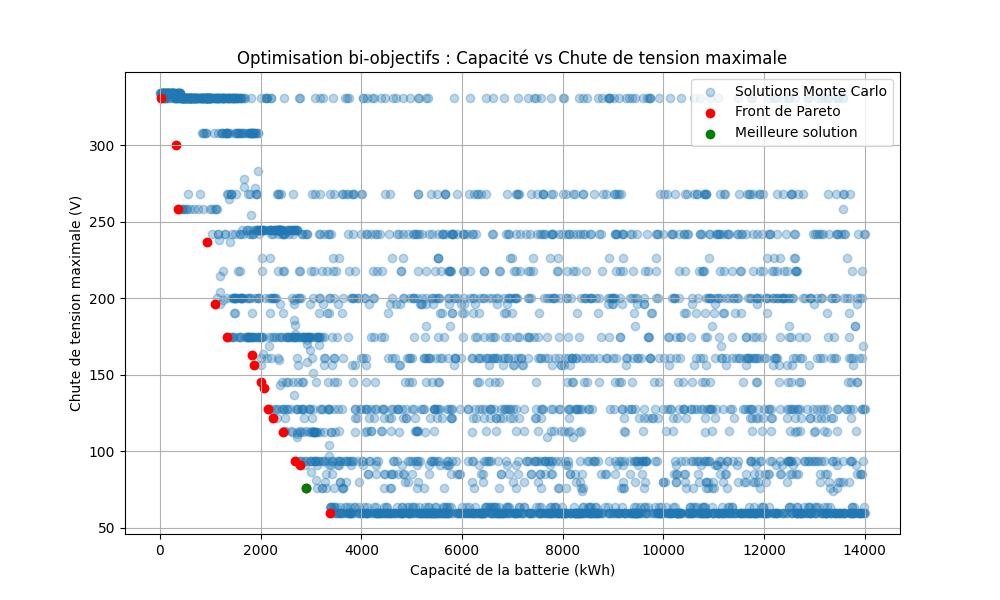 Optimisation bi-objectifs : Capacité vs Chute de tension maximale
Solutions Monte Carlo
Front de Pareto
Meilleure solution
Chute de tension maximale (V)
300
250
200
150
100
50
0
2000
4000
6000
8000
10000
12000
14000
Capacité de la batterie (kWh)